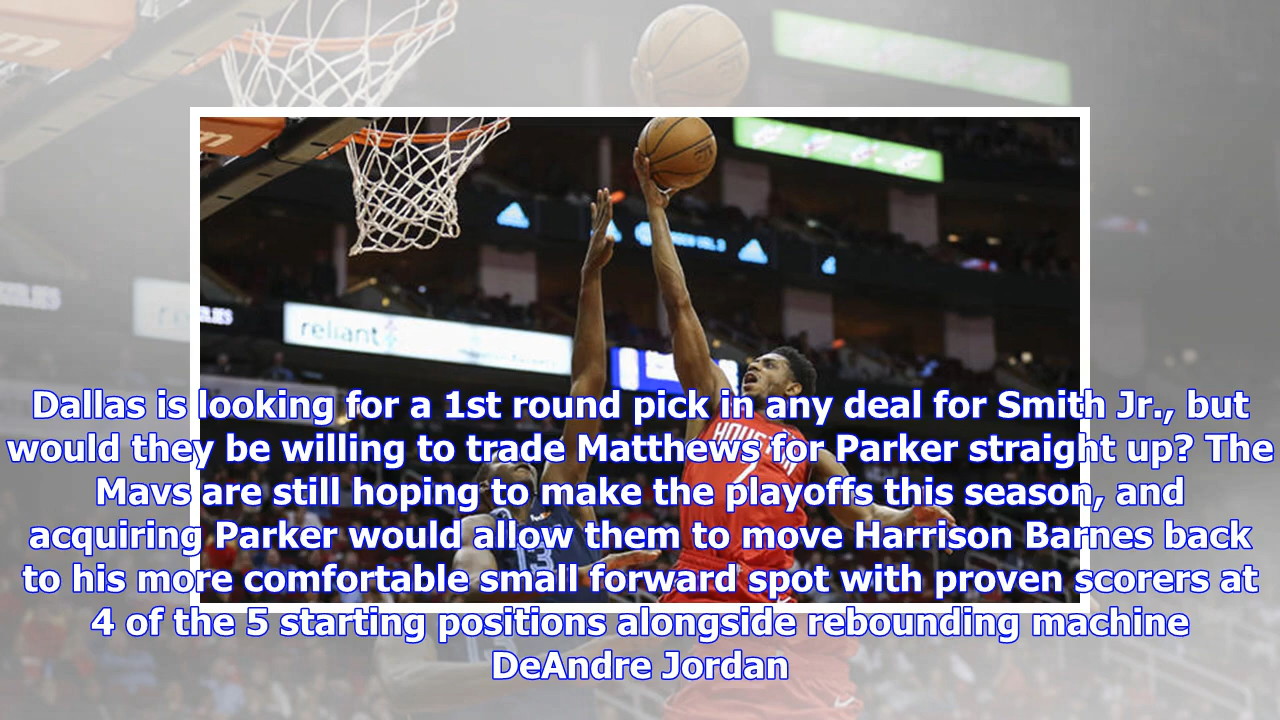 reliant
HOUSTON
7
13
Dallas is looking for a 1st round pick in any deal for Smith Jr., but
would they be willing to trade Matthews for Parker straight up? The
Mavs are still hoping to make the playoffs this season, and
acquiring Parker would allow them to move Harrison Barnes back
to his more comfortable small forward spot with proven scorers at
4 of the 5 starting positions alongside rebounding machine
DeAndre Jordan